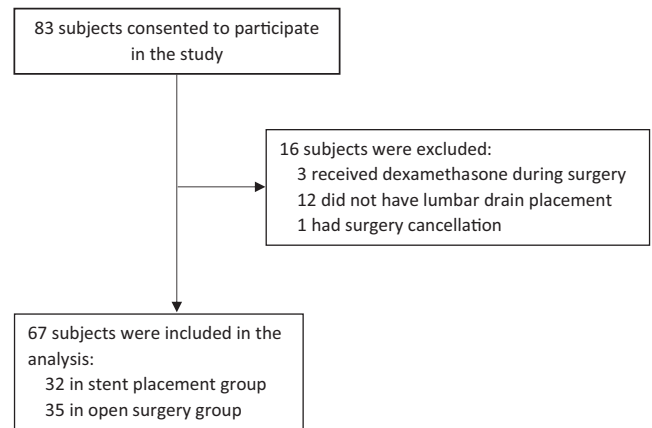 83 subjects consented to participate
in the study
16 subjects were excluded:
3 received dexamethasone during surgery
12 did not have lumbar drain placement
1 had surgery cancellation
67 subjects were included in the
analysis:
32 in stent placement group
35 in open surgery group